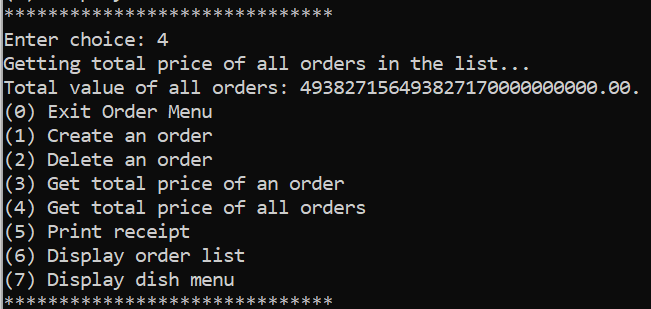 ******************************
Enter choice: 4
Getting total price of all orders in the list...
Total value of all orders: 493827156493827170000000000.00.
(0) Exit Order Menu
(1) Create an order
(2) Delete an order
(3) Get total price of an order
(4) Get total price of all orders
(5) Print receipt
(6) Display order list
(7) Display dish menu
******************************